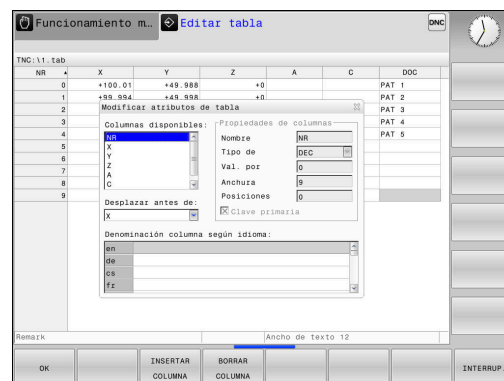 Funcionamiento m… Editar tabla DNC
TNC:\1.tab
NR X Y Z A C DOC
0 +100.01 +49.988 +0 PAT 1
1 +99.994 +49.998 +0 PAT 2
2 PAT 3
3 PAT 4
4 PAT 5
5
6
7
8
9
Modificar atributos de tabla
Columnas disponibles:
NR
X
Y
Z
A
C
Desplazar antes de:
X
Propiedades de columnas
Nombre NR
Tipo de DEC
Val. por 0
Anchura 9
Posiciones 0
Clave primaria
Denominación columna según idioma:
en
de
cs
fr
Remark Ancho de texto 12
OK INSERTAR COLUMNA BORRAR COLUMNA INTERRUP